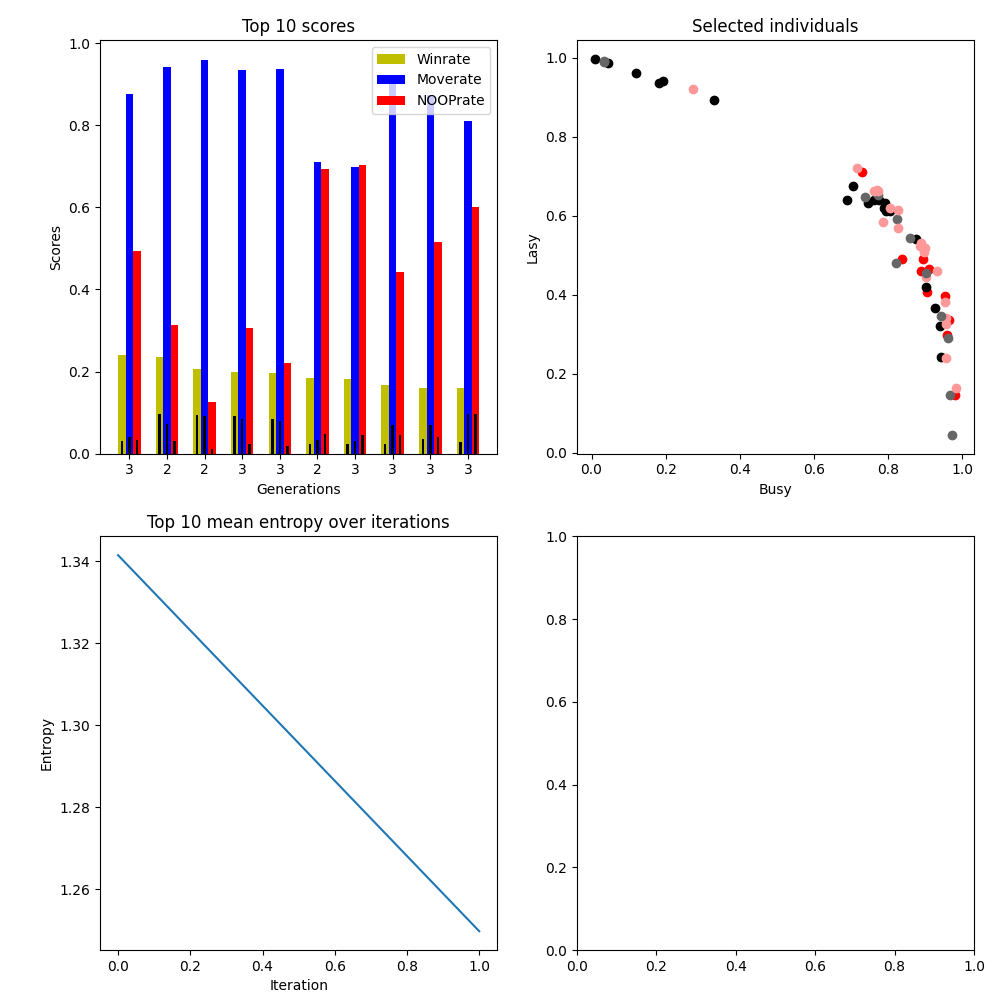 Top 10 scores
Winrate
Moverate
NOOPrate
1.0
0.8
0.6
0.4
0.2
0.0
Scores
3 2 2 3 3 2 3 3 3 3
Generations
Selected individuals
1.0
0.8
0.6
0.4
0.2
0.0
Lasy
0.0 0.2 0.4 0.6 0.8 1.0
Busy
Top 10 mean entropy over iterations
1.34
1.32
1.30
1.28
1.26
Entropy
0.0 0.2 0.4 0.6 0.8 1.0
Iteration
1.0
0.8
0.6
0.4
0.2
0.0
0.0 0.2 0.4 0.6 0.8 1.0